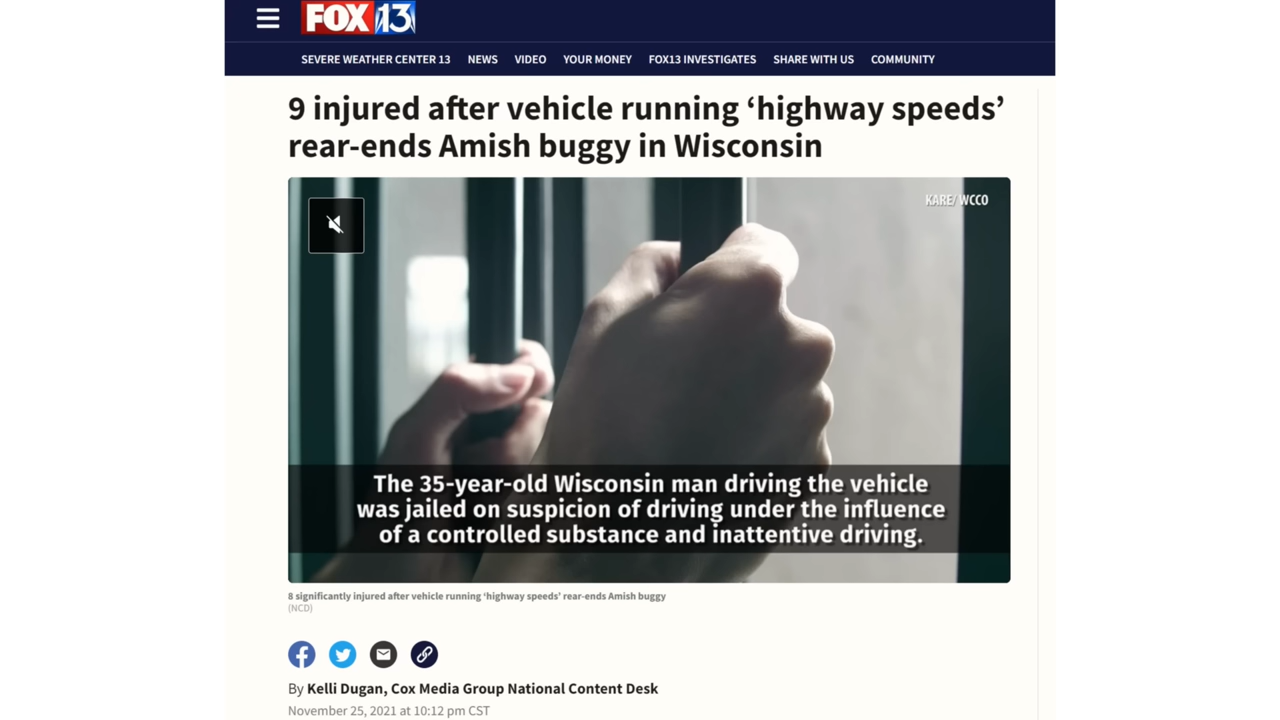 FOX 13
SEVERE WEATHER CENTER 13 NEWS VIDEO YOUR MONEY FOX13 INVESTIGATES SHARE WITH US COMMUNITY
9 injured after vehicle running ‘highway speeds’
rear-ends Amish buggy in Wisconsin
KARE/ WCCO
The 35-year-old Wisconsin man driving the vehicle
was jailed on suspicion of driving under the influence
of a controlled substance and inattentive driving.
8 significantly injured after vehicle running ‘highway speeds’ rear-ends Amish buggy
(NCD)
By Kelli Dugan, Cox Media Group National Content Desk
November 25, 2021 at 10:12 pm CST